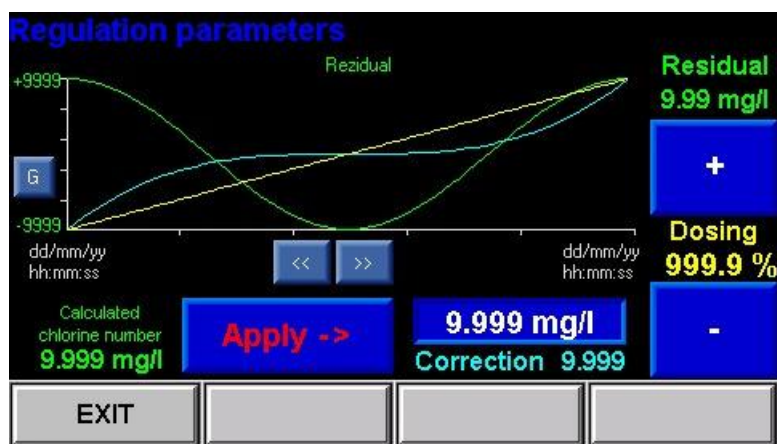 Regulation parameters
Rezidual
+9999
-9999
G
dd/mm/yy
hh:mm:ss
<<
>>
dd/mm/yy
hh:mm:ss
Residual
9.99 mg/l
+
Dosing
999.9 %
-
Calculated
chlorine number
9.999 mg/l
Apply ->
9.999 mg/l
Correction 9.999
EXIT